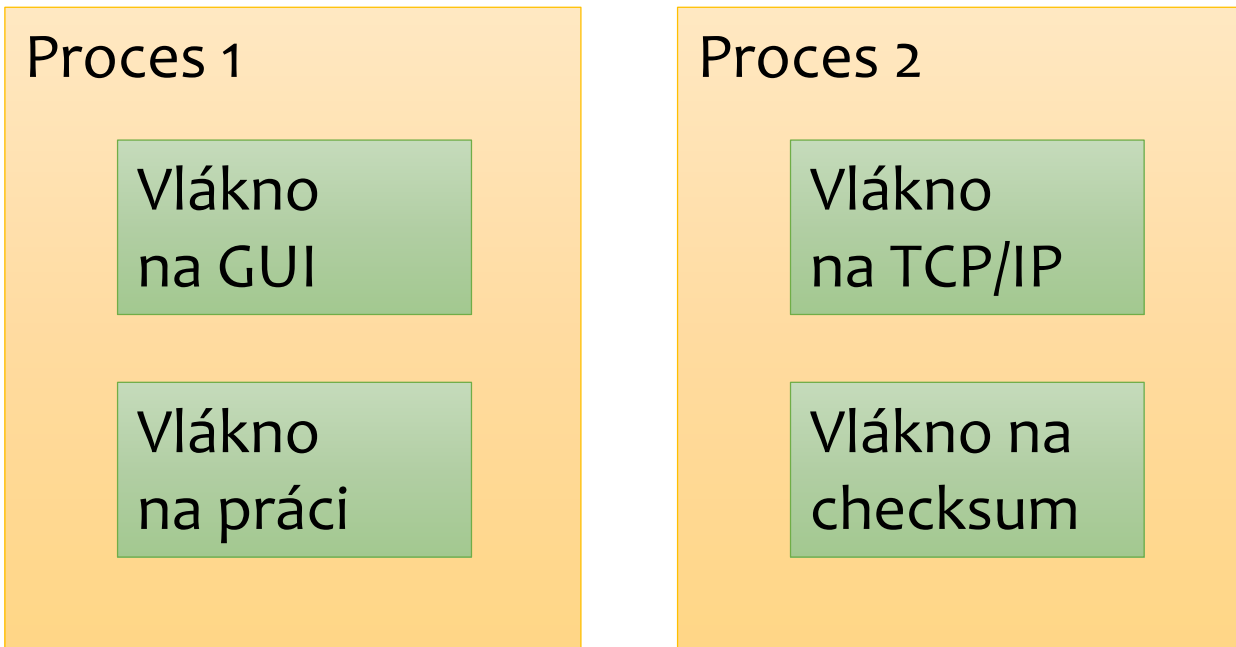 Proces 1
Vlákno
na GUI
Vlákno
na práci
Proces 2
Vlákno
na TCP/IP
Vlákno na
checksum